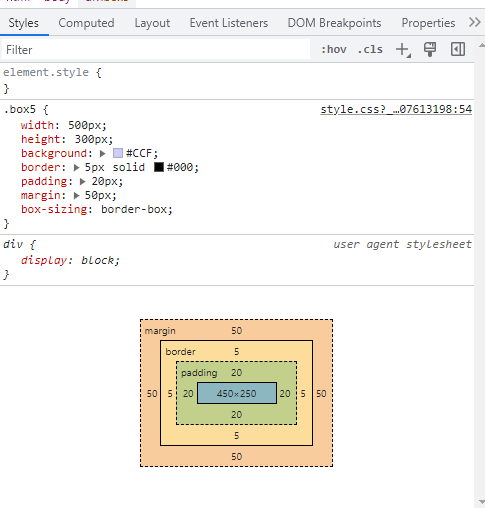 Styles Computed Layout Event Listeners DOM Breakpoints Properties
Filter :hov .cls
element.style {
}
.box5 { style.css?_…07613198:54
width: 500px;
height: 300px;
background: #CCF;
border: 5px solid #000;
padding: 20px;
margin: 50px;
box-sizing: border-box;
}
div { user agent stylesheet
display: block;
}
margin 50
border 5
padding 20
50 5 20 450×250 20 5 50
20
5
50